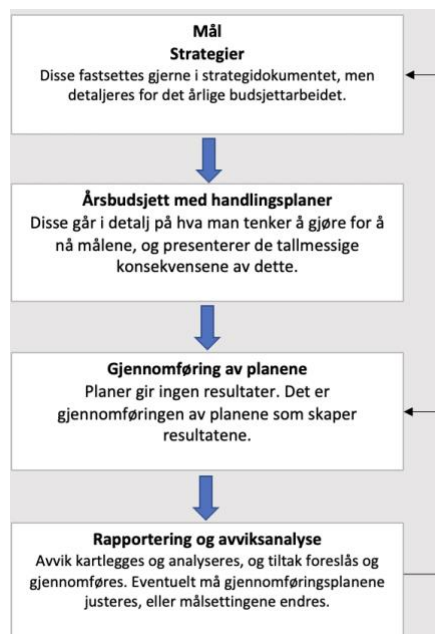 Mål
Strategier
Disse fastsettes gjerne i strategidokumentet, men
detaljeres for det årlige budsjettarbeidet.
Årsbudsjett med handlingsplaner
Disse går i detalj på hva man tenker å gjøre for å
nå målene, og presenterer de tallmessige
konsekvensene av dette.
Gjennomføring av planene
Planer gir ingen resultater. Det er
gjennomføringen av planene som skaper
resultatene.
Rapportering og avviksanalyse
Avvik kartlegges og analyseres, og tiltak foreslås og
gjennomføres. Eventuelt må gjennomføringsplanene
justeres, eller målsettingene endres.